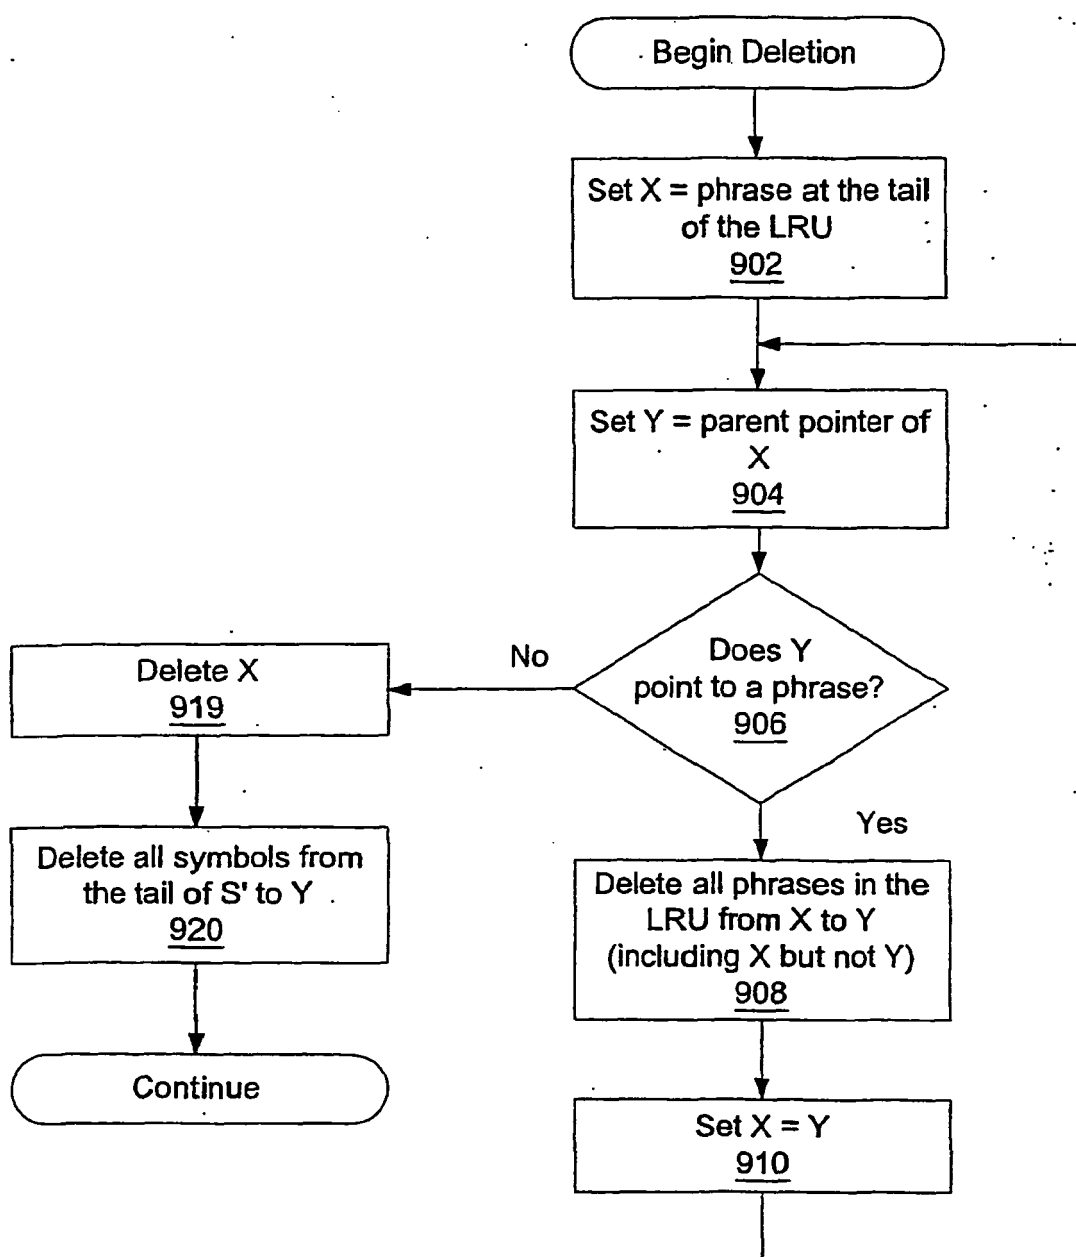 Begin Deletion
Set X = phrase at the tail
of the LRU
902
Set Y = parent pointer of
X
904
Does Y
point to a phrase?
906
No
Yes
Delete X
919
Delete all symbols from
the tail of S' to Y
920
Continue
Delete all phrases in the
LRU from X to Y
(including X but not Y)
908
Set X = Y
910